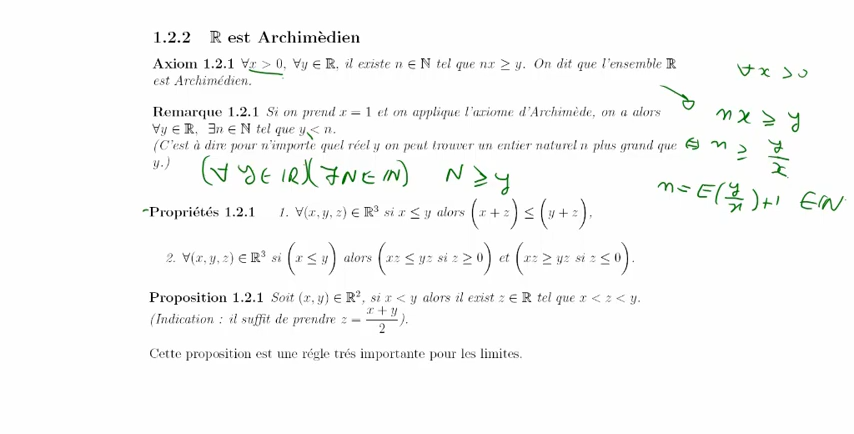 1.2.2 ℝ est Archimèdien
Axiom 1.2.1 ∀x > 0, ∀y ∈ ℝ, il existe n ∈ ℕ tel que nx ≥ y. On dit que l'ensemble ℝ
est Archimédien.
∀x >0
nx ≥ y
Remarque 1.2.1 Si on prend x = 1 et on applique l'axiome d'Archimède, on a alors
∀y ∈ ℝ, ∃n ∈ ℕ tel que y < n.
(C'est à dire pour n'importe quel réel y on peut trouver un entier naturel n plus grand que
y.)
⇔ n ≥ y/x
n = E(y/x)+1 ∈ ℕ
(∀ y ∈ ℝ)(∃N ∈ ℕ) N ≥ y
Propriétés 1.2.1 1. ∀(x, y, z) ∈ ℝ³ si x ≤ y alors (x + z) ≤ (y + z),
2. ∀(x, y, z) ∈ ℝ³ si (x ≤ y) alors (xz ≤ yz si z ≥ 0) et (xz ≥ yz si z ≤ 0).
Proposition 1.2.1 Soit (x, y) ∈ ℝ², si x < y alors il exist z ∈ ℝ tel que x < z < y.
(Indication : il suffit de prendre z = (x + y)/2).
Cette proposition est une régle trés importante pour les limites.